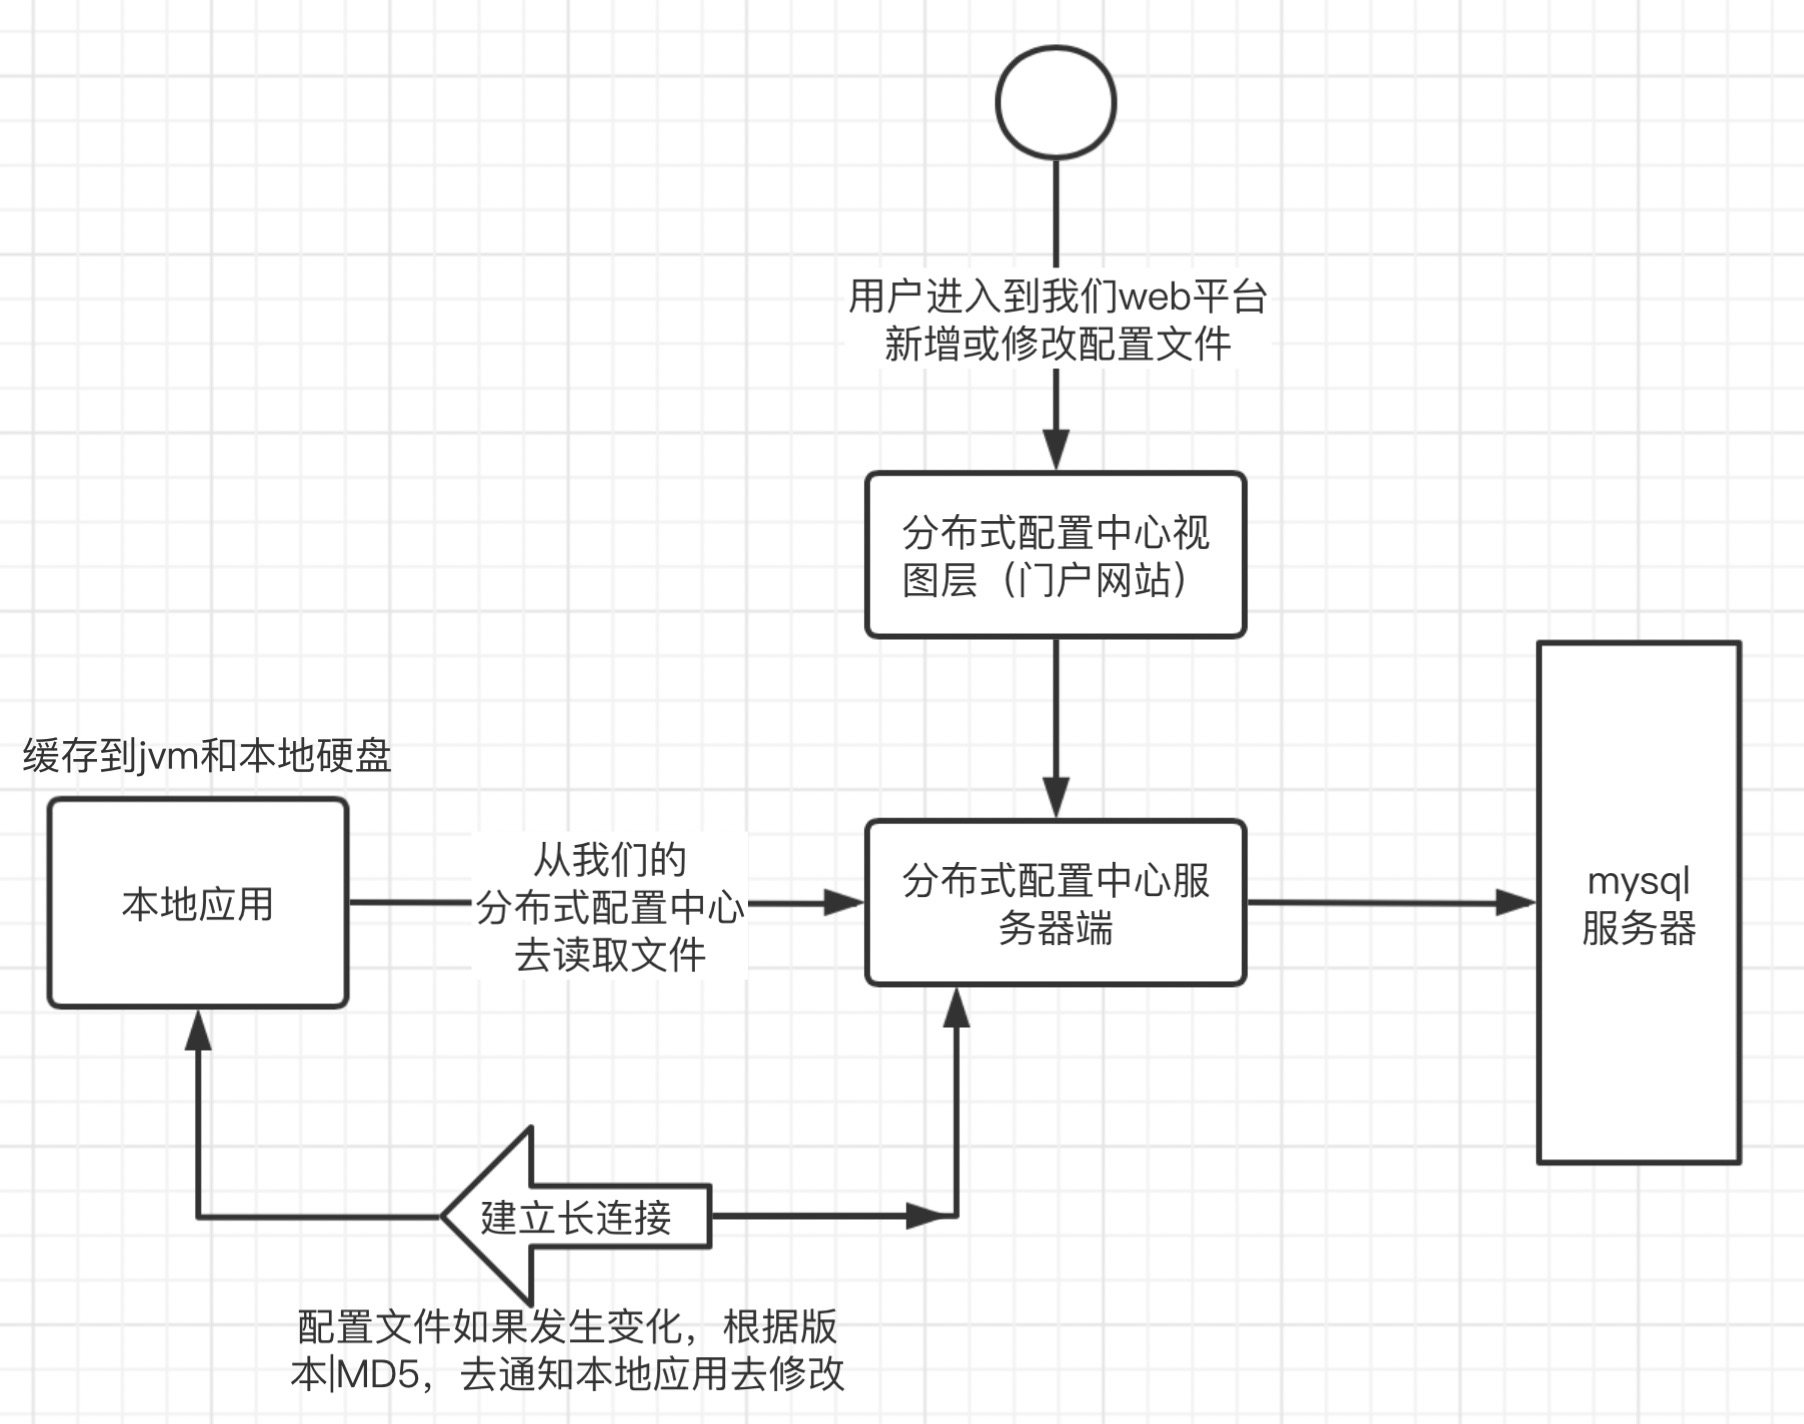 用户进入到我们web平台
新增或修改配置文件
分布式配置中心视
图层（门户网站）
缓存到jvm和本地硬盘
本地应用
从我们的
分布式配置中心
去读取文件
分布式配置中心服
务器端
mysql
服务器
建立长连接
配置文件如果发生变化，根据版
本|MD5，去通知本地应用去修改